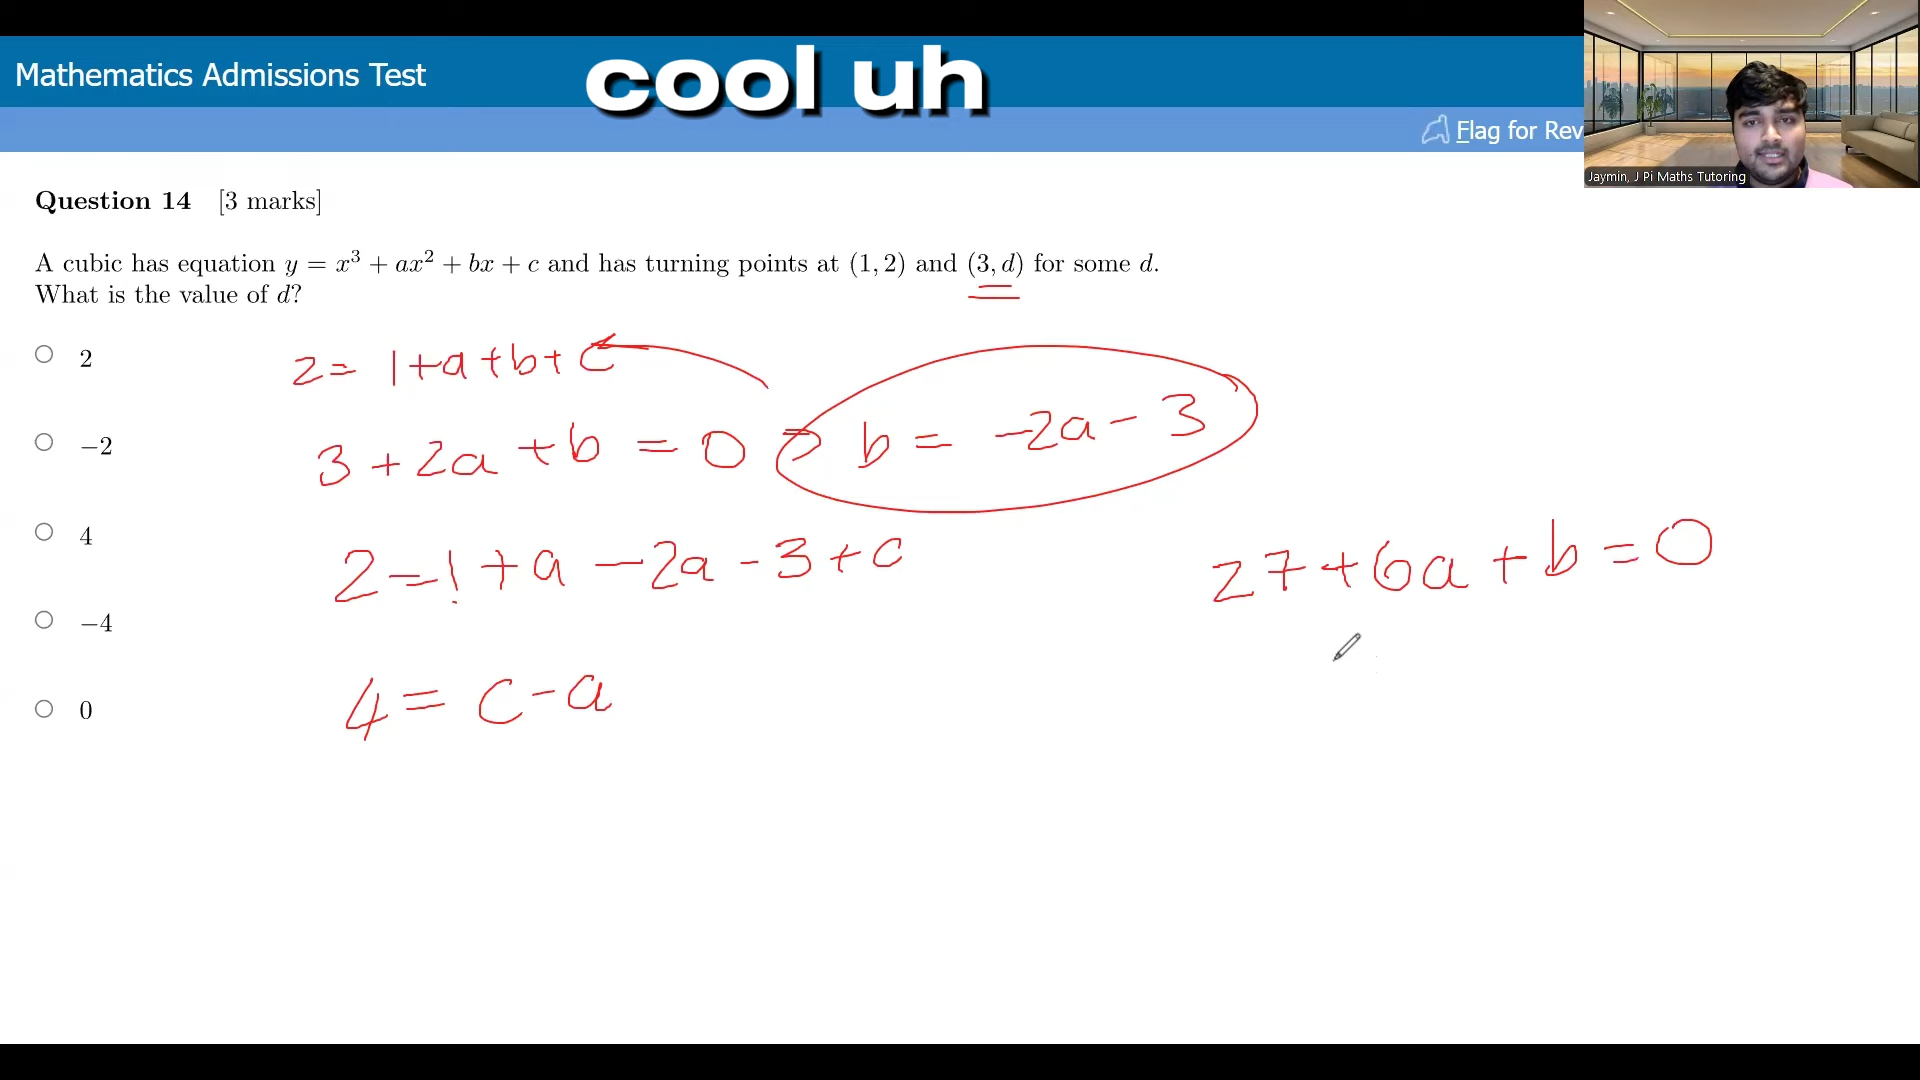 Mathematics Admissions Test
cool uh
Flag for Rev
Jaymin, J Pi Maths Tutoring
Question 14 [3 marks]
A cubic has equation y = x³ + ax² + bx + c and has turning points at (1, 2) and (3, d) for some d.
What is the value of d?
2
−2
4
−4
0
2 = 1 + a + b + c
3 + 2a + b = 0 ⇒ b = −2a − 3
2 = 1 + a − 2a − 3 + c
27 + 6a + b = 0
4 = c − a